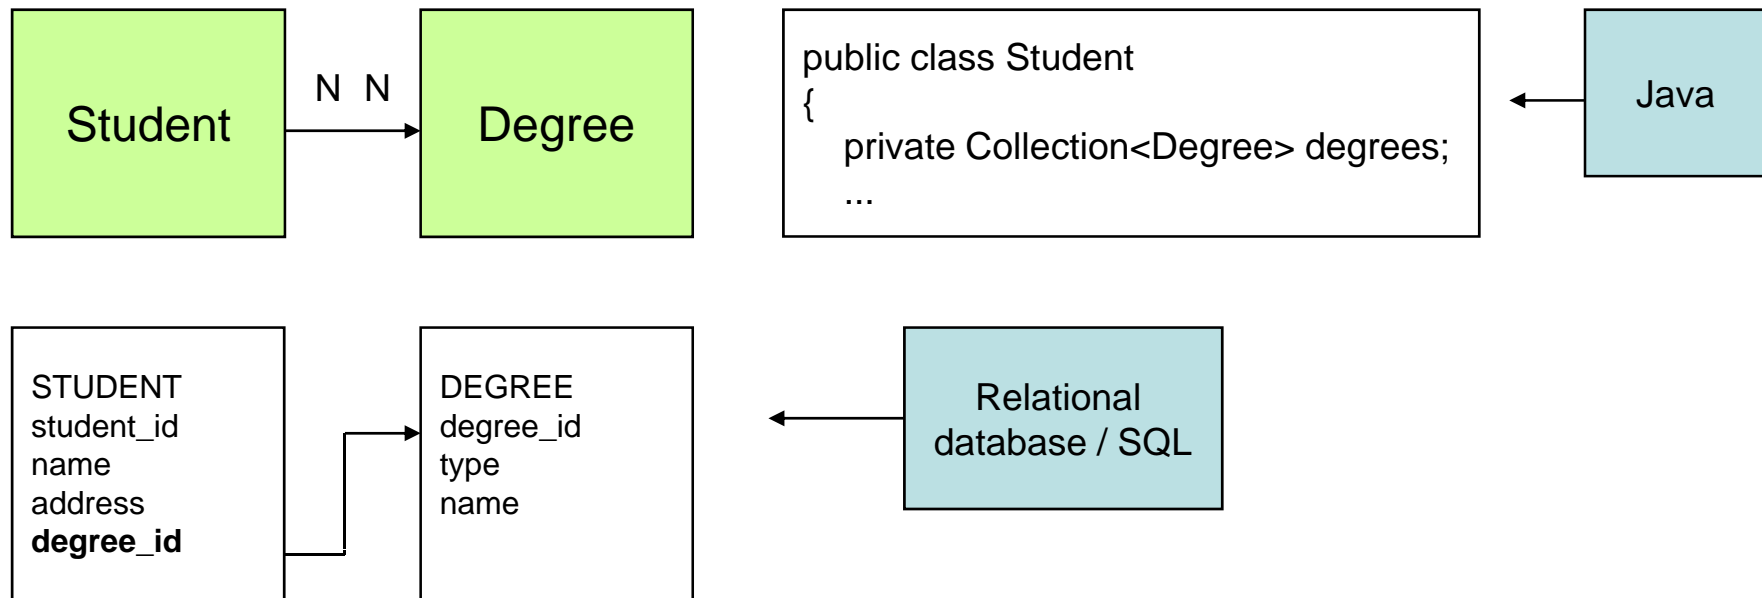 Student
N N
Degree
public class Student
{
private Collection<Degree> degrees;
...
Java
STUDENT
student_id
name
address
degree_id
DEGREE
degree_id
type
name
Relational
database / SQL